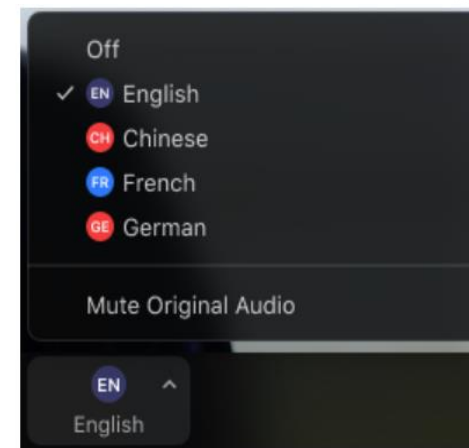 Off
EN English
CH Chinese
FR French
GE German
Mute Original Audio
EN
English